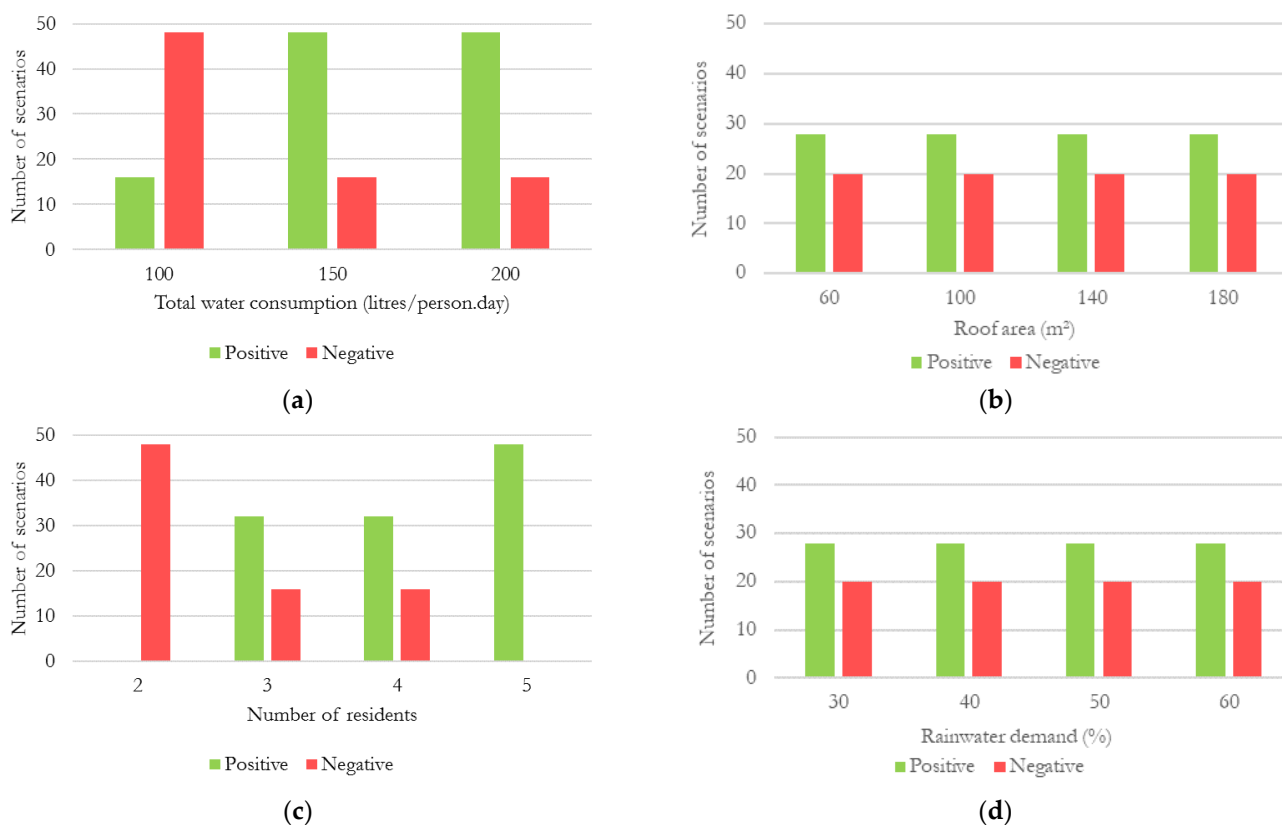 50
40
30
20
10
0
Number of scenarios
100 150 200
Total water consumption (litres/person.day)
Positive Negative
(a)
50
40
30
20
10
0
Number of scenarios
60 100 140 180
Roof area (m²)
Positive Negative
(b)
50
40
30
20
10
0
Number of scenarios
2 3 4 5
Number of residents
Positive Negative
(c)
50
40
30
20
10
0
Number of scenarios
30 40 50 60
Rainwater demand (%)
Positive Negative
(d)